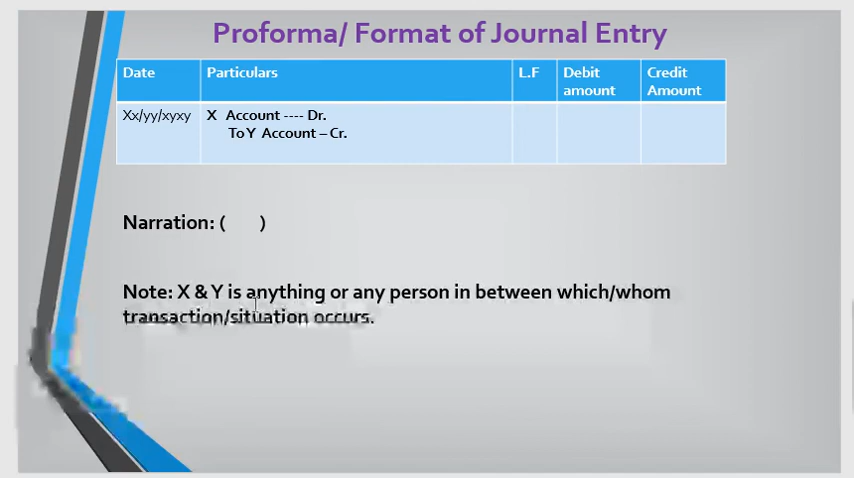 Proforma/ Format of Journal Entry
Date Particulars L.F Debit amount Credit Amount
Xx/yy/xyxy X Account ---- Dr.
To Y Account – Cr.
Narration: ( )
Note: X & Y is anything or any person in between which/whom
transaction/situation occurs.